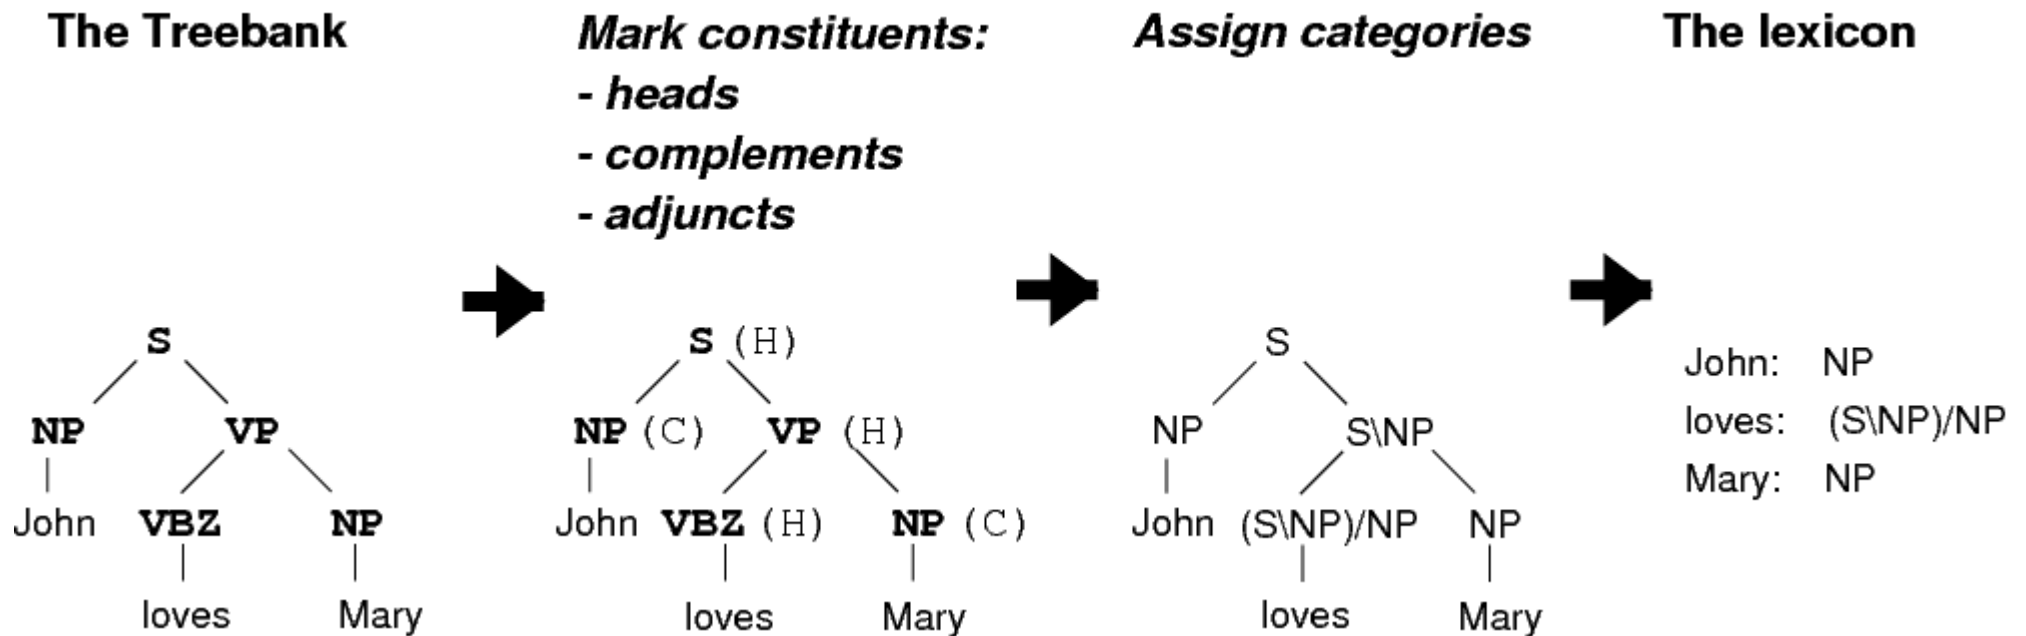 The Treebank
Mark constituents:
- heads
- complements
- adjuncts
Assign categories
The lexicon
S
NP VP
John VBZ NP
loves Mary
S (H)
NP (C) VP (H)
John VBZ (H) NP (C)
loves Mary
S
NP S\NP
John (S\NP)/NP NP
loves Mary
John: NP
loves: (S\NP)/NP
Mary: NP